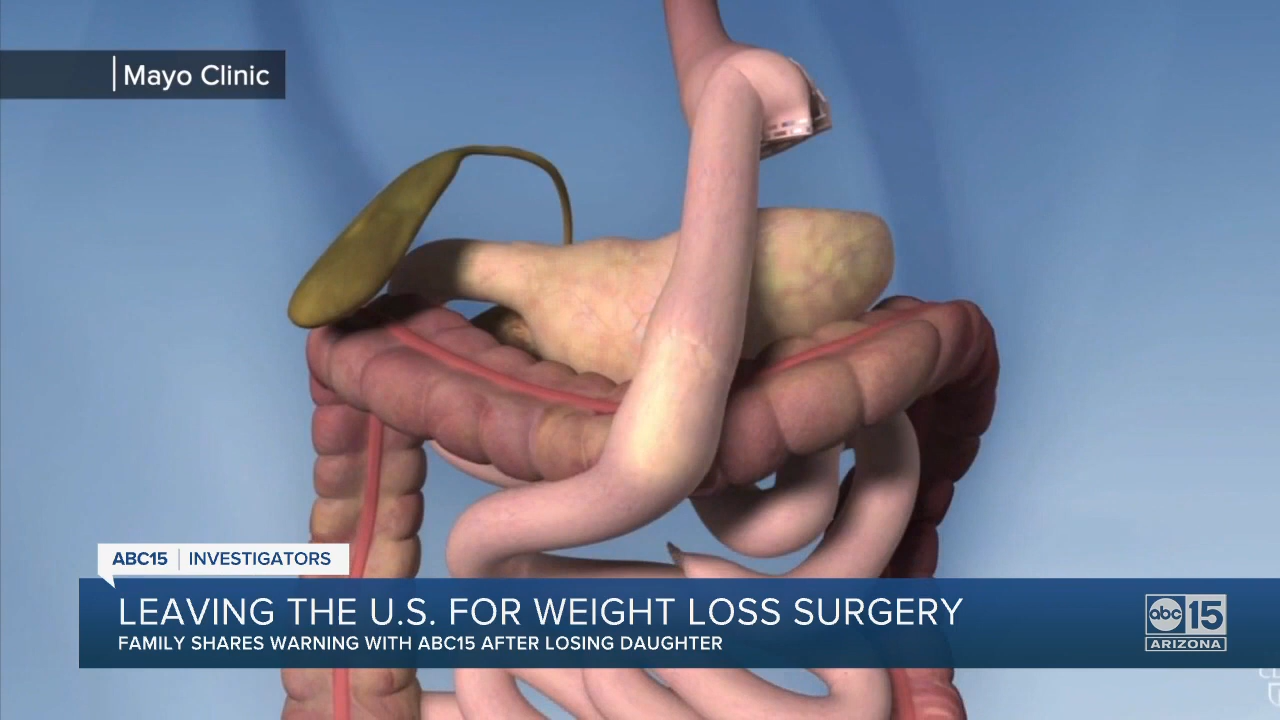 Mayo Clinic
ABC15 | INVESTIGATORS
LEAVING THE U.S. FOR WEIGHT LOSS SURGERY
FAMILY SHARES WARNING WITH ABC15 AFTER LOSING DAUGHTER
abc 15
ARIZONA